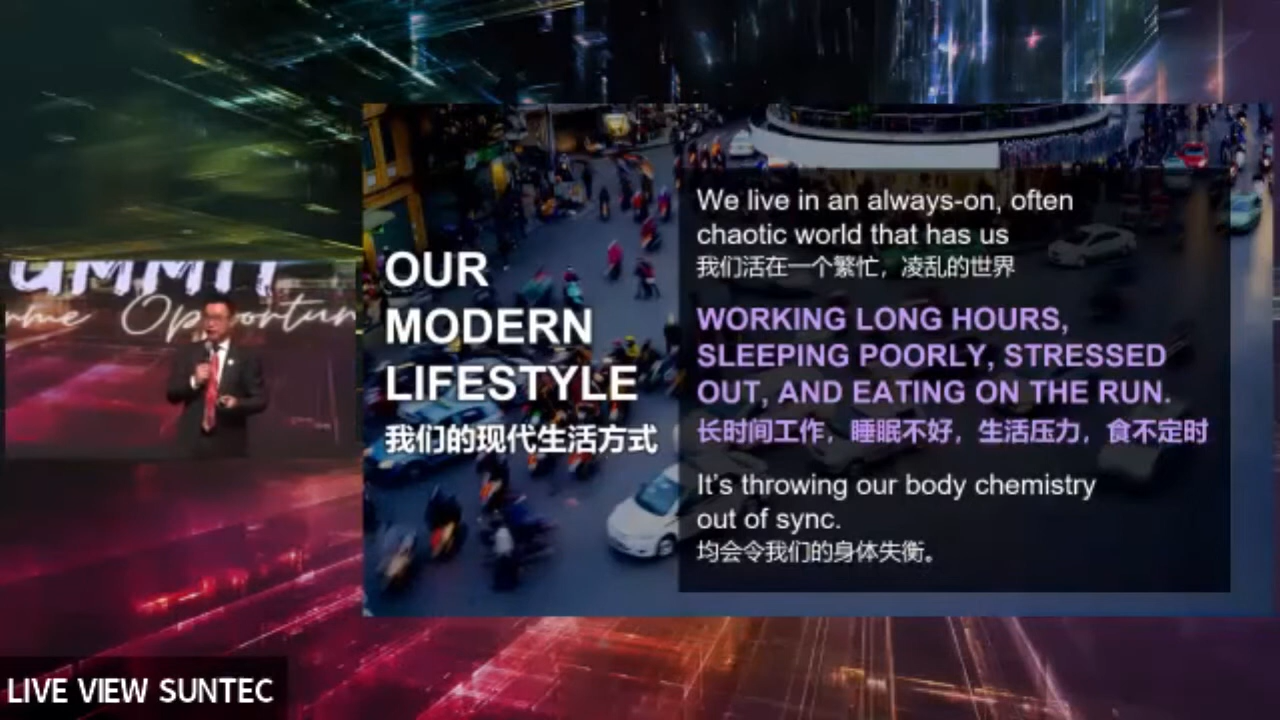 OUR
MODERN
LIFESTYLE
我们的现代生活方式
We live in an always-on, often
chaotic world that has us
我们活在一个繁忙，凌乱的世界
WORKING LONG HOURS,
SLEEPING POORLY, STRESSED
OUT, AND EATING ON THE RUN.
长时间工作，睡眠不好，生活压力，食不定时
It's throwing our body chemistry
out of sync.
均会令我们的身体失衡。
LIVE VIEW SUNTEC